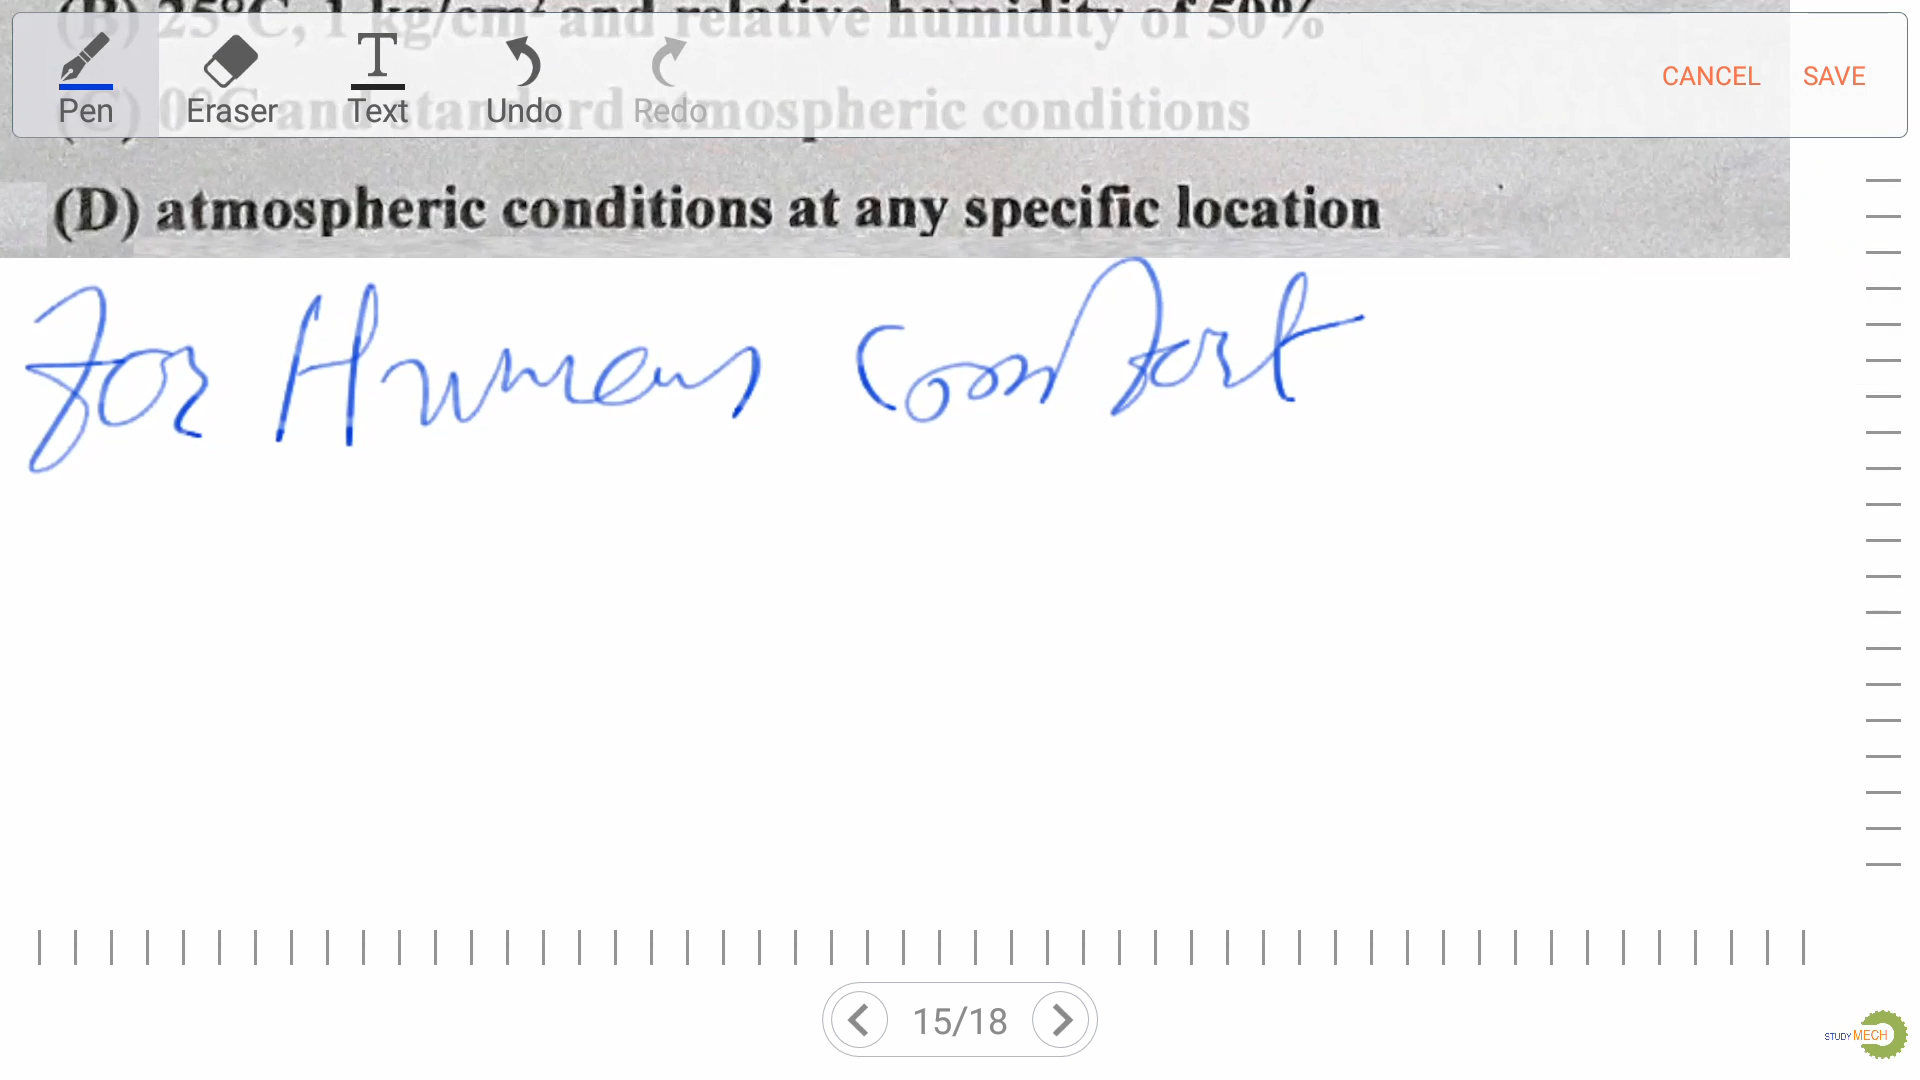 (B) 25°C, 1 kg/cm² and relative humidity of 50%
Pen Eraser Text Undo Redo CANCEL SAVE
(C) 0°C and standard atmospheric conditions
(D) atmospheric conditions at any specific location
For Human Comfort
15/18
STUDY MECH